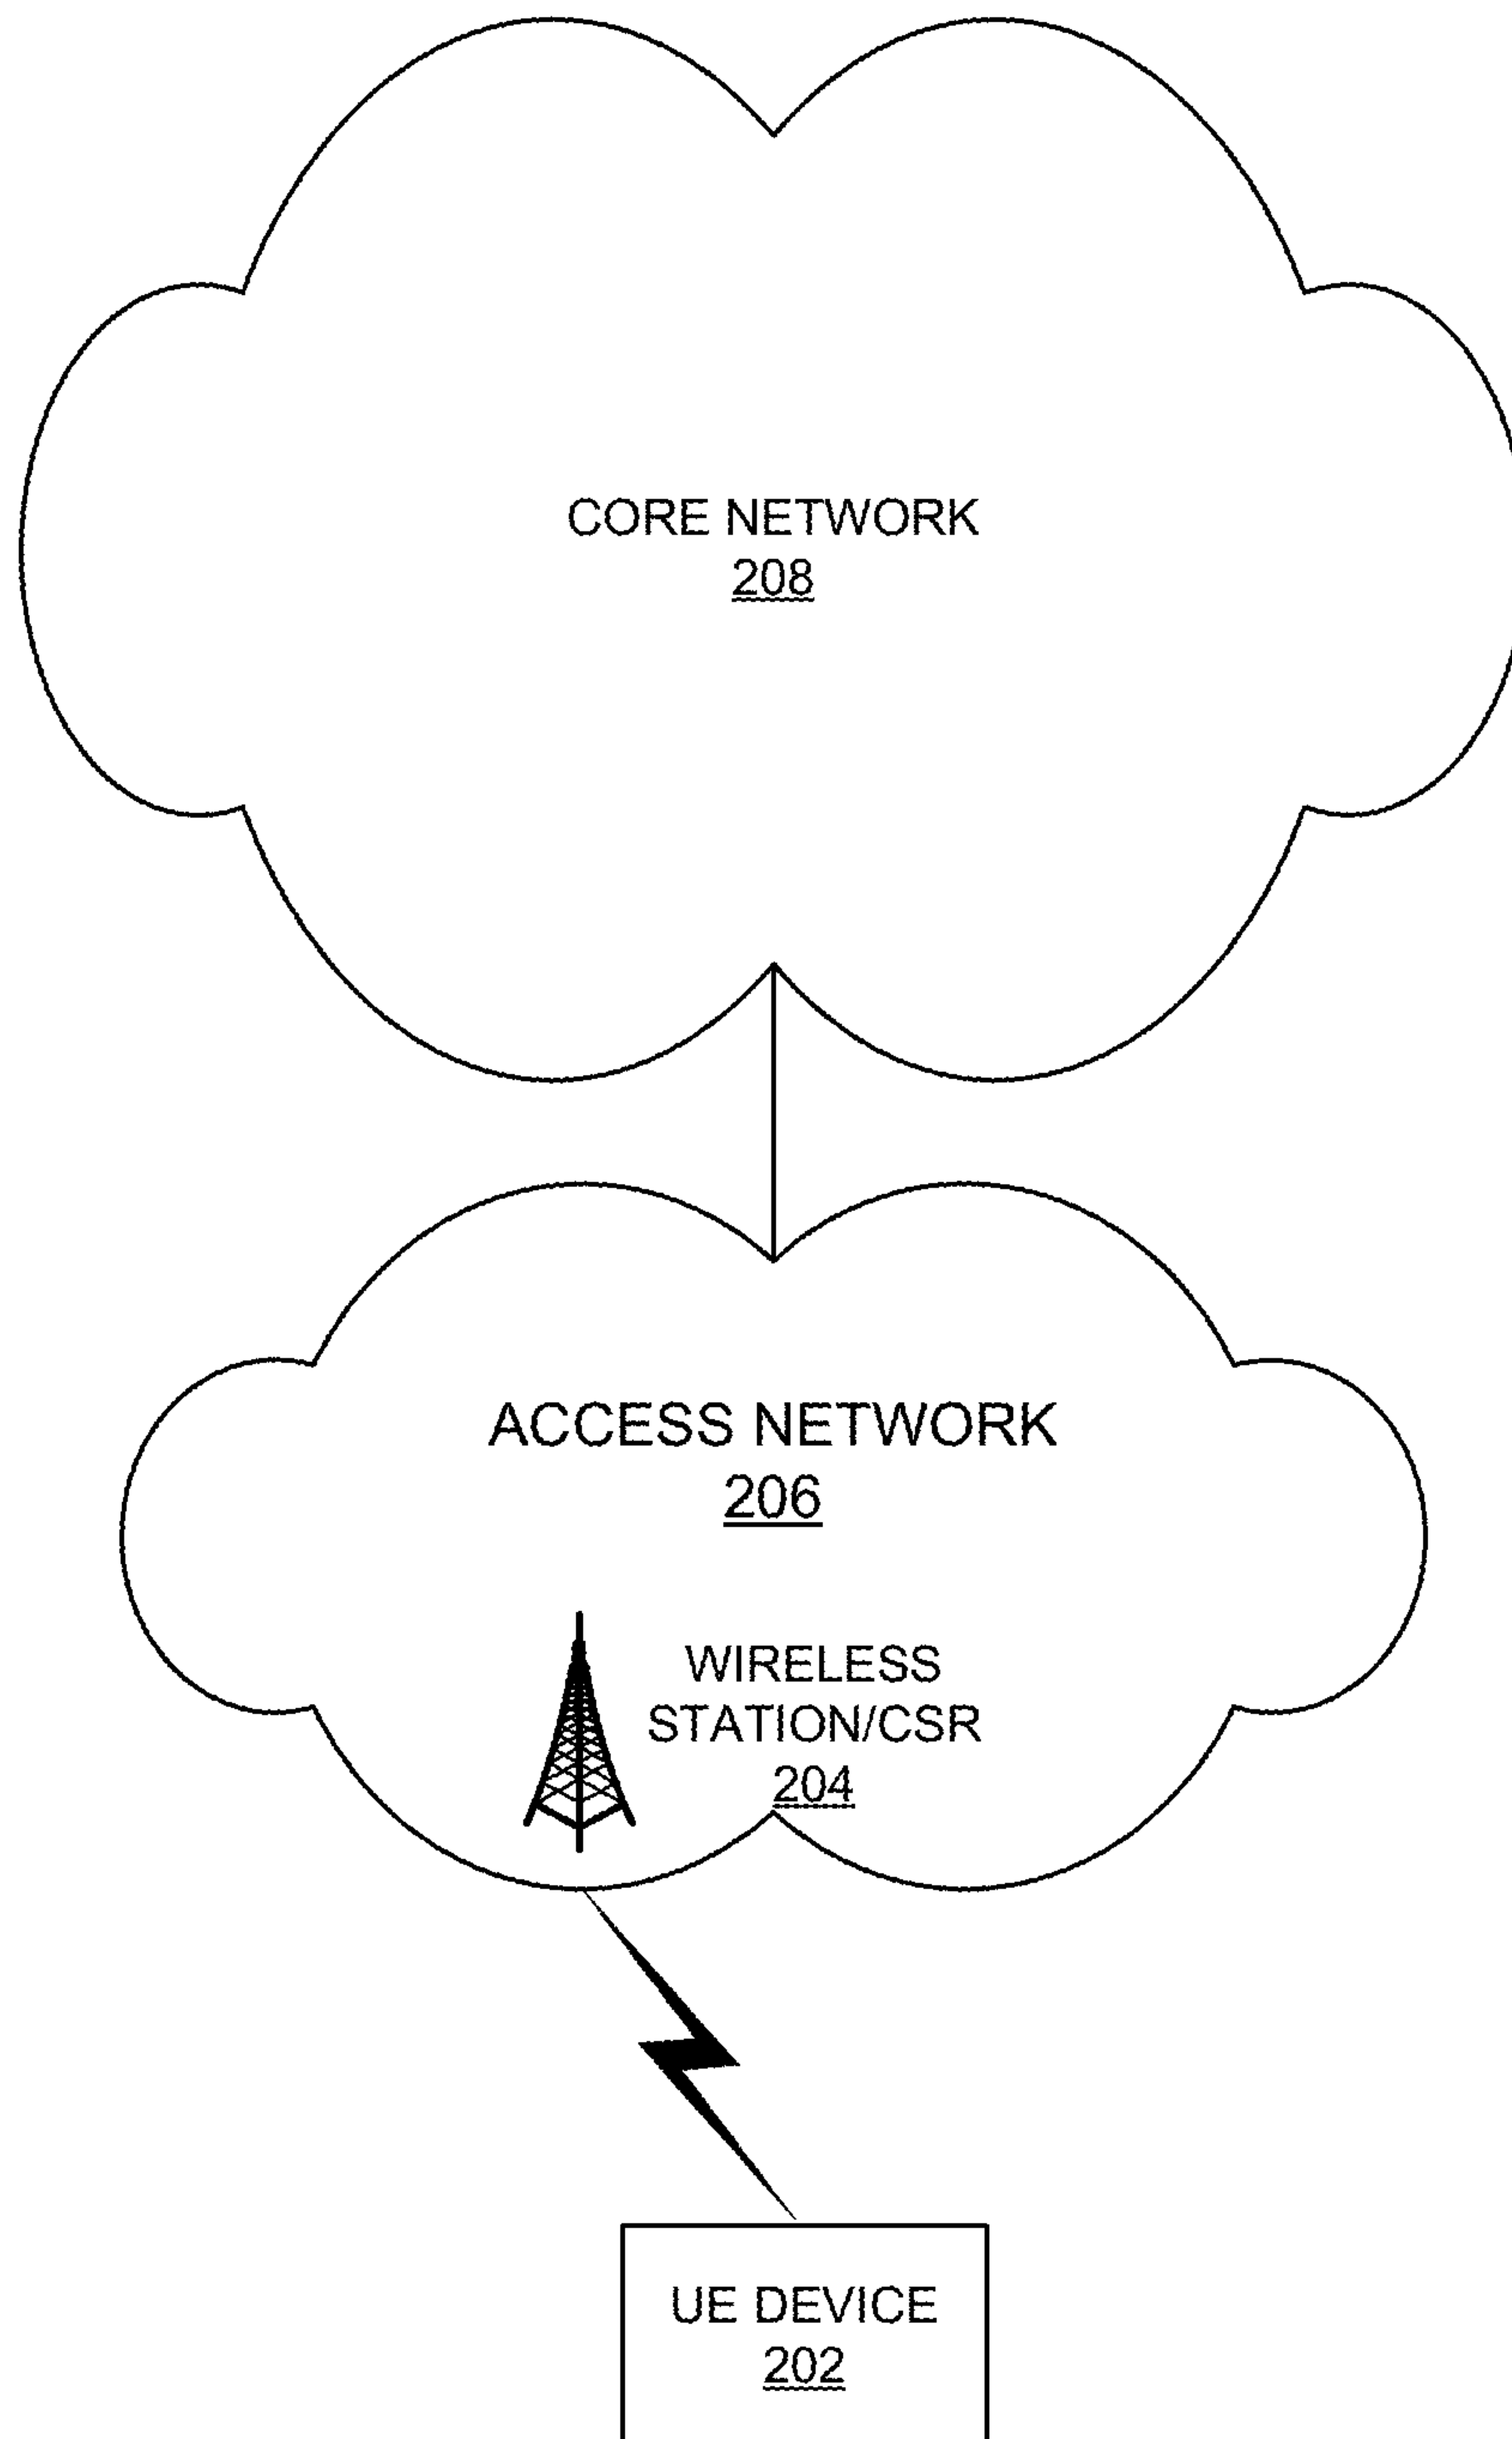 CORE NETWORK
208
ACCESS NETWORK
206
WIRELESS
STATION/CSR
204
UE DEVICE
202